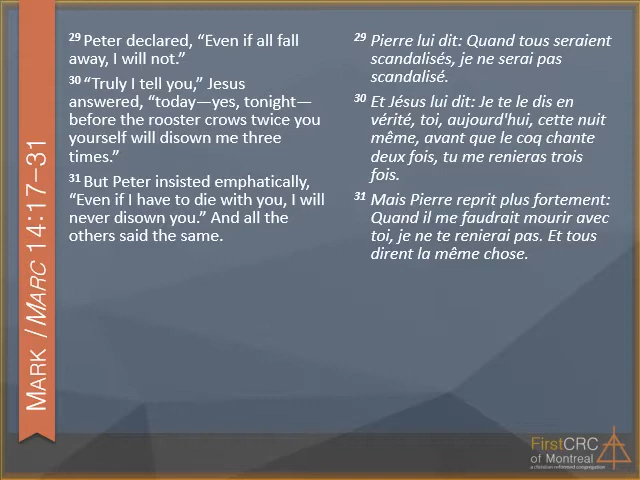 MARK / MARC 14:17–31
29 Peter declared, “Even if all fall
away, I will not.”
30 “Truly I tell you,” Jesus
answered, “today—yes, tonight—
before the rooster crows twice you
yourself will disown me three
times.”
31 But Peter insisted emphatically,
“Even if I have to die with you, I will
never disown you.” And all the
others said the same.
29 Pierre lui dit: Quand tous seraient
scandalisés, je ne serai pas
scandalisé.
30 Et Jésus lui dit: Je te le dis en
vérité, toi, aujourd'hui, cette nuit
même, avant que le coq chante
deux fois, tu me renieras trois
fois.
31 Mais Pierre reprit plus fortement:
Quand il me faudrait mourir avec
toi, je ne te renierai pas. Et tous
dirent la même chose.
FirstCRC
of Montreal
a christian reformed congregation